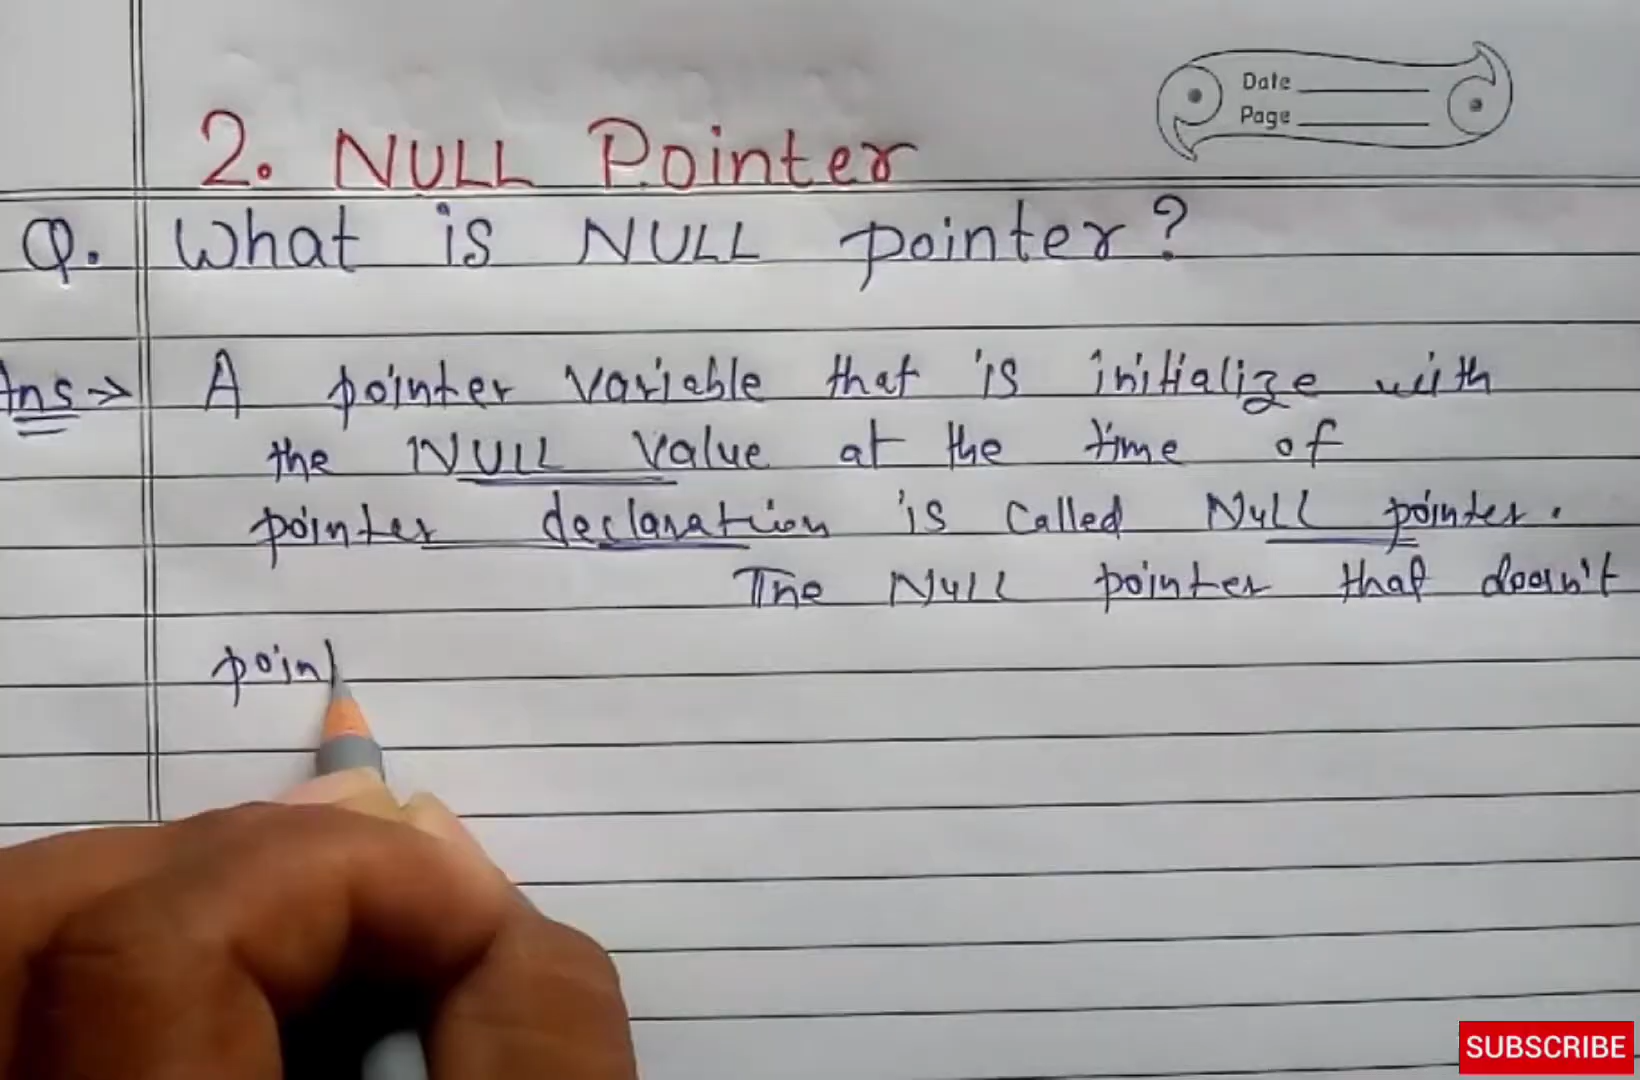 Date
Page
2. NULL Pointer
Q. What is NULL pointer?
Ans→ A pointer variable that is initialize with
the NULL value at the time of
pointer declaration is called Null pointer.
The Null pointer that doesn't
point
SUBSCRIBE